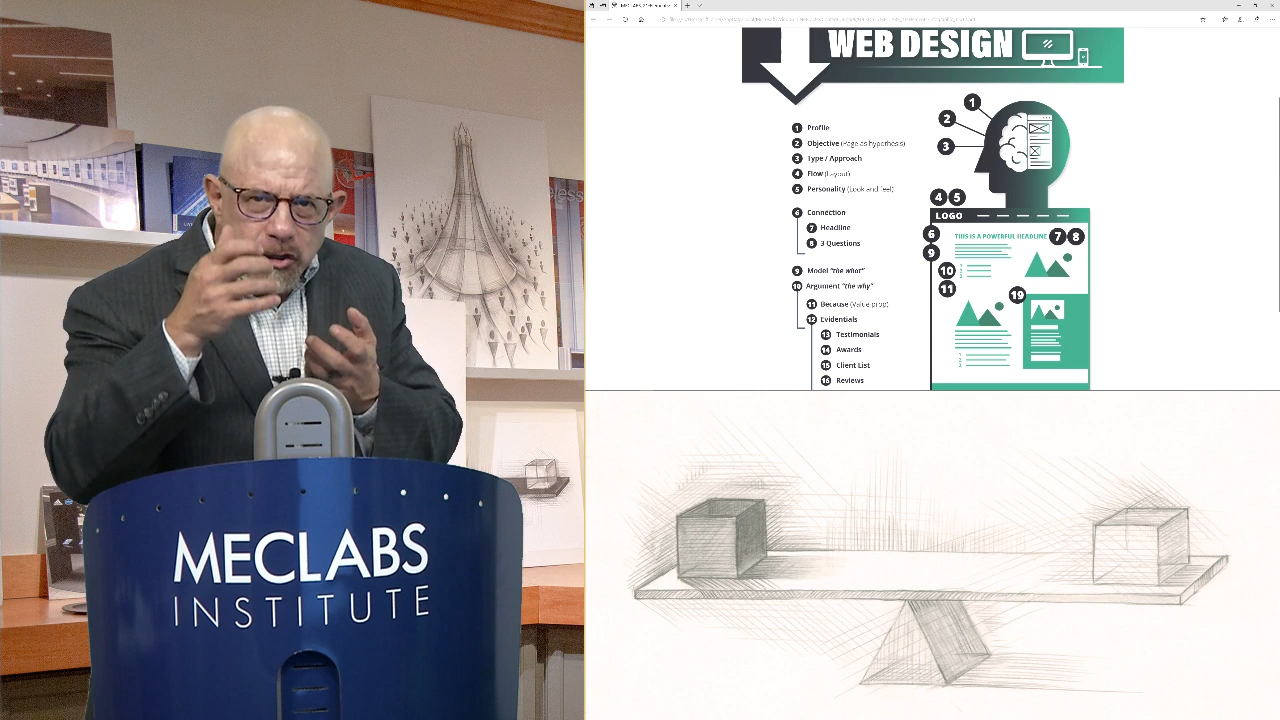 MECLABS
INSTITUTE
WEB DESIGN
1 Profile
2 Objective (Page as hypothesis)
3 Type / Approach
4 Flow (Layout)
5 Personality (Look and feel)
6 Connection
7 Headline
8 3 Questions
9 Model "the what"
10 Argument "the why"
11 Because (Value prop)
12 Evidentials
13 Testimonials
14 Awards
15 Client List
16 Reviews
1
2
3
4 5
LOGO
6
THIS IS A POWERFUL HEADLINE 7 8
9
10
11
19